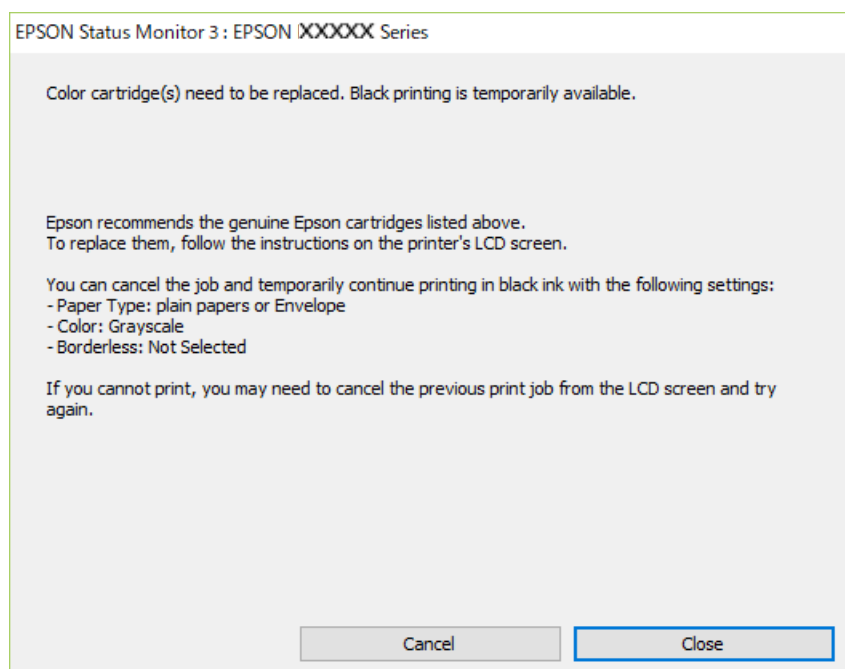 EPSON Status Monitor 3 : EPSON XXXXX Series
Color cartridge(s) need to be replaced. Black printing is temporarily available.
Epson recommends the genuine Epson cartridges listed above.
To replace them, follow the instructions on the printer's LCD screen.
You can cancel the job and temporarily continue printing in black ink with the following settings:
- Paper Type: plain papers or Envelope
- Color: Grayscale
- Borderless: Not Selected
If you cannot print, you may need to cancel the previous print job from the LCD screen and try
again.
Cancel
Close